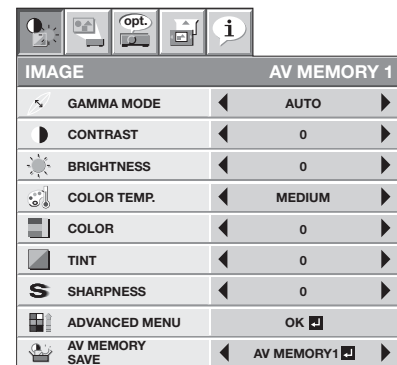 opt.
i
IMAGE AV MEMORY 1
GAMMA MODE AUTO
CONTRAST 0
BRIGHTNESS 0
COLOR TEMP. MEDIUM
COLOR 0
TINT 0
S SHARPNESS 0
ADVANCED MENU OK
AV MEMORY
SAVE AV MEMORY1